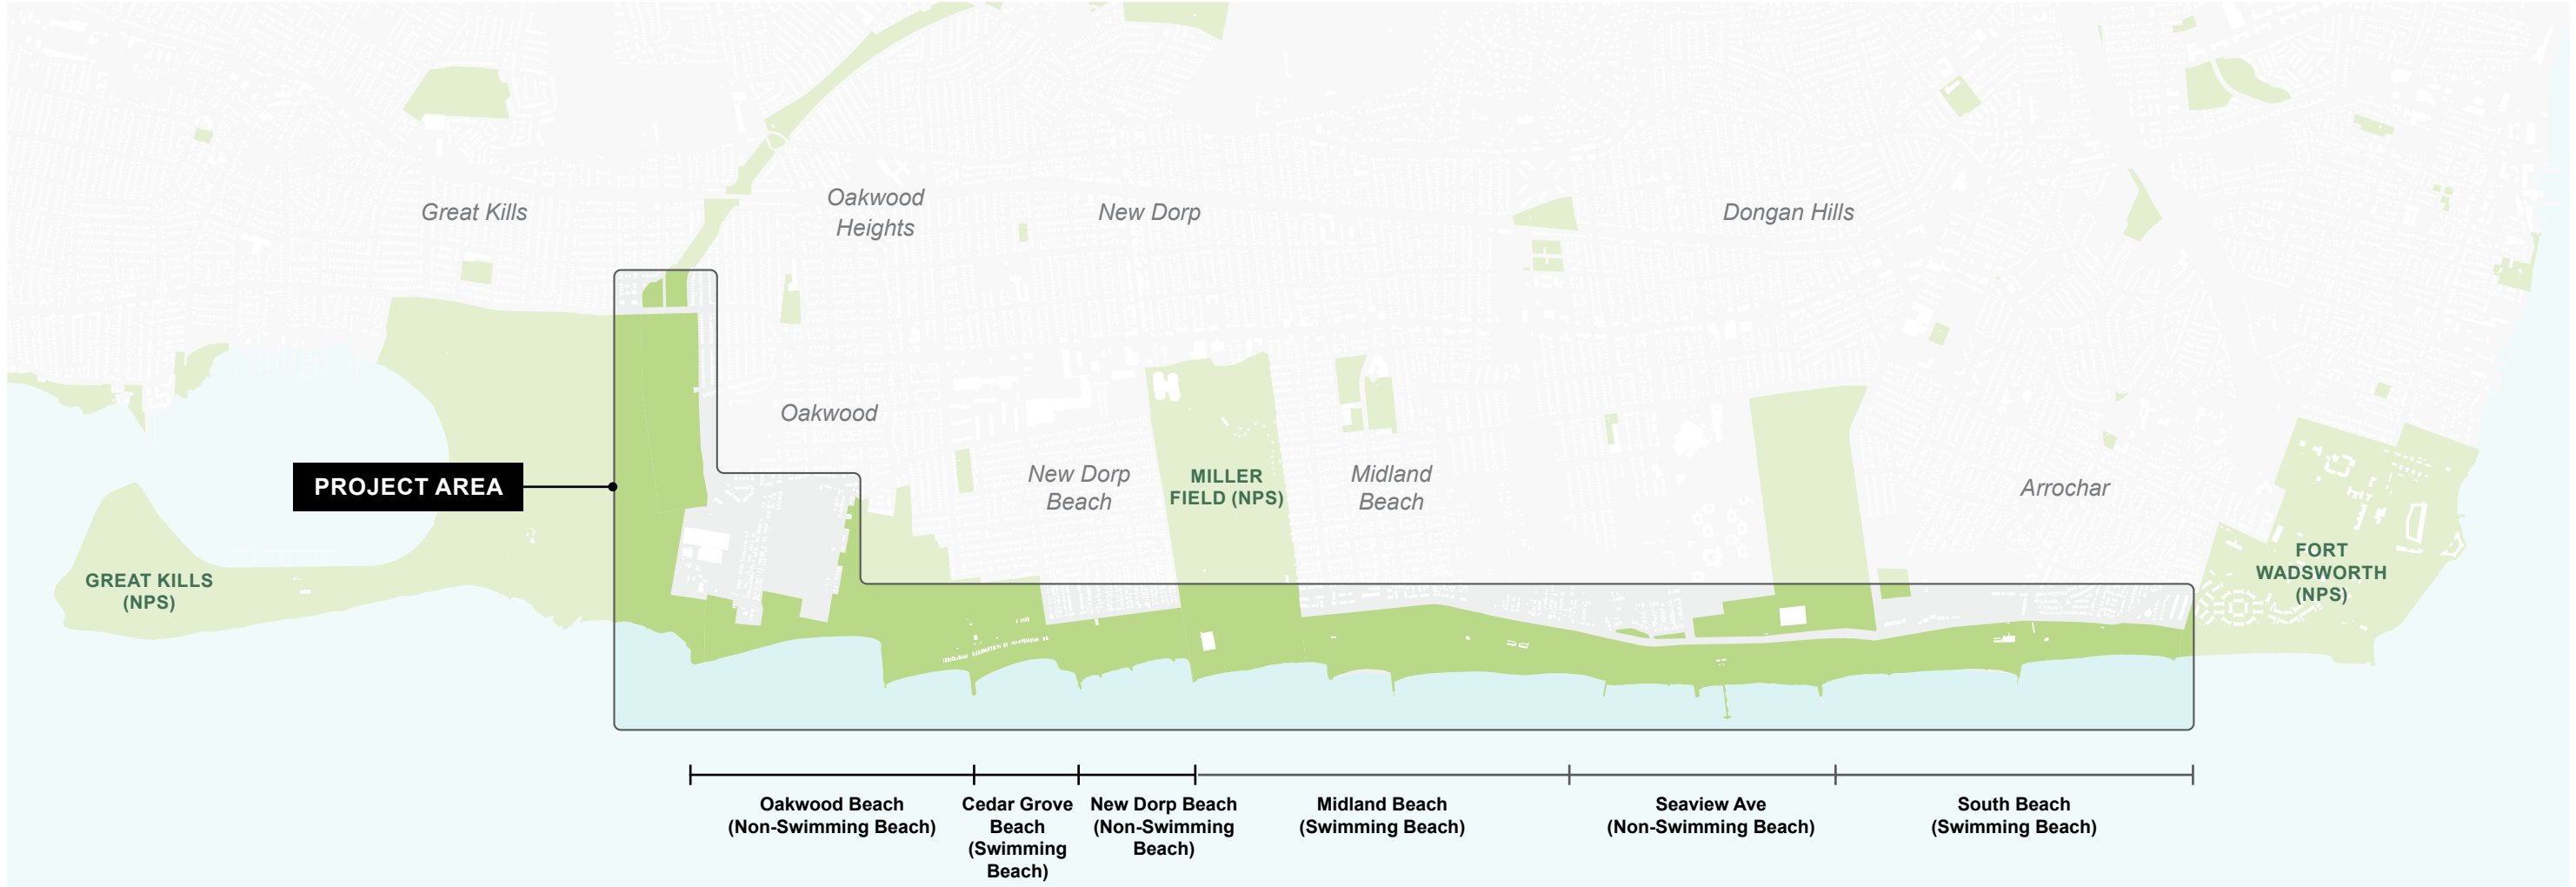 Great Kills
Oakwood
Heights
New Dorp
Dongan Hills
Oakwood
PROJECT AREA
New Dorp
Beach
MILLER
FIELD (NPS)
Midland
Beach
Arrochar
GREAT KILLS
(NPS)
FORT
WADSWORTH
(NPS)
Oakwood Beach
(Non-Swimming Beach)
Cedar Grove
Beach
(Swimming
Beach)
New Dorp Beach
(Non-Swimming
Beach)
Midland Beach
(Swimming Beach)
Seaview Ave
(Non-Swimming Beach)
South Beach
(Swimming Beach)